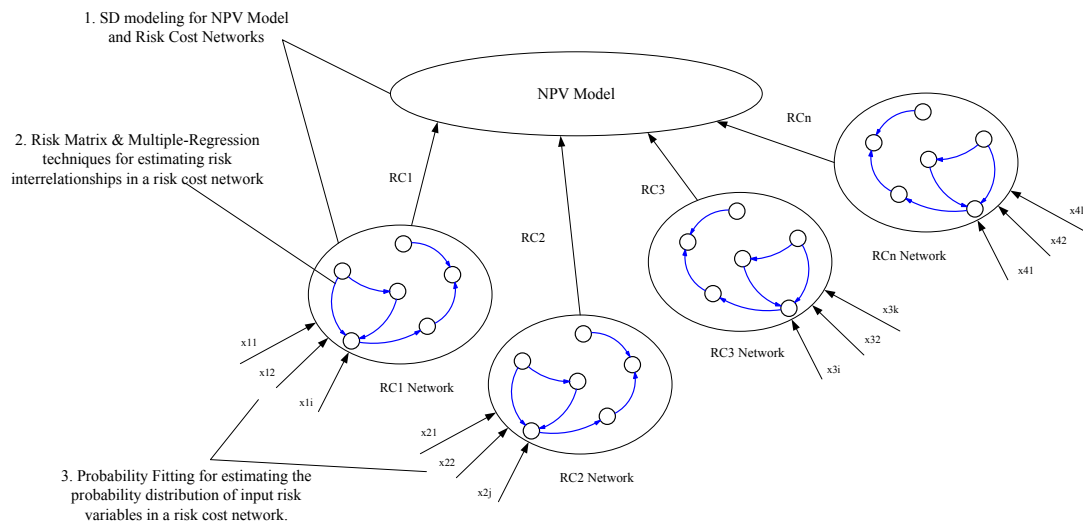 1. SD modeling for NPV Model
and Risk Cost Networks
NPV Model
RCn
2. Risk Matrix & Multiple-Regression
techniques for estimating risk
interrelationships in a risk cost network
RC1
RC3
RC2
x4l
x42
x41
RCn Network
x3k
x32
x3i
RC3 Network
x11
x12
x1i
RC1 Network
x21
x22
x2j
RC2 Network
3. Probability Fitting for estimating the
probability distribution of input risk
variables in a risk cost network.